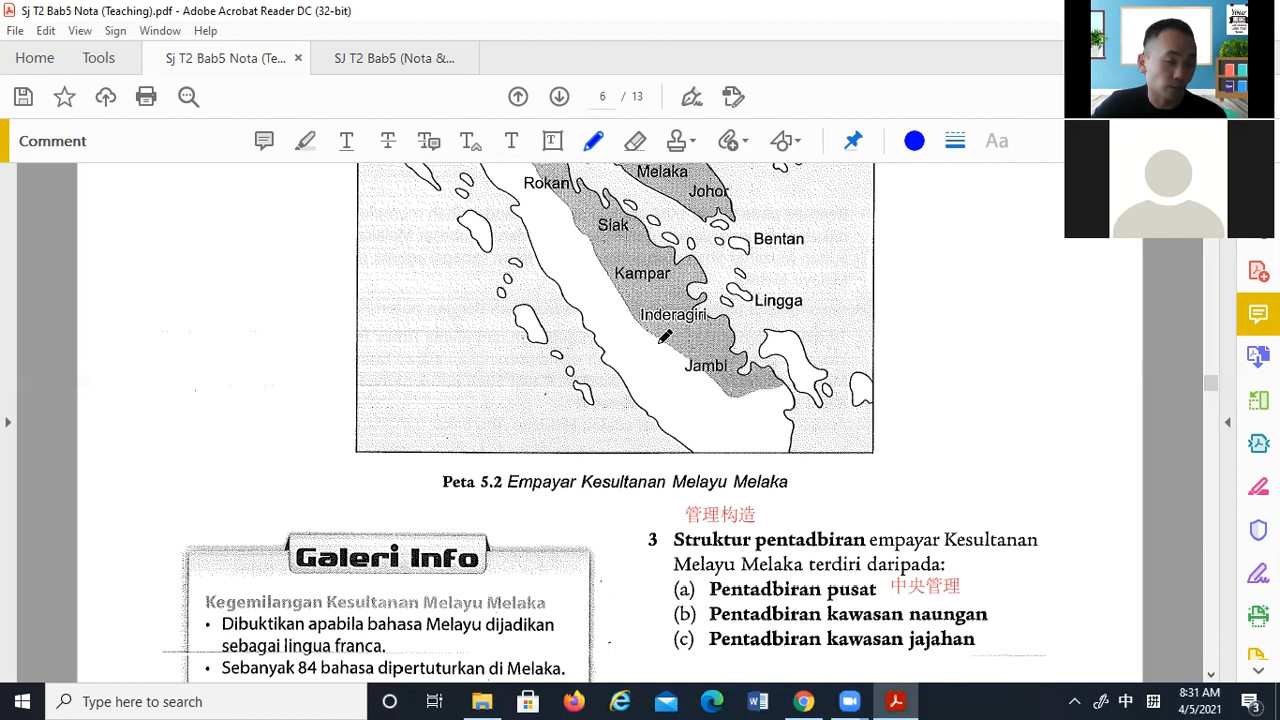 Sj T2 Bab5 Nota (Teaching).pdf - Adobe Acrobat Reader DC (32-bit)
File Edit View Sign Window Help
Home Tools Sj T2 Bab5 Nota (Te... × SJ T2 Bab5 (Nota &...
6 / 13
Comment
Aa
Rokan
Melaka
Johor
Siak
Bentan
Kampar
Lingga
Inderagiri
Jambi
Peta 5.2 Empayar Kesultanan Melayu Melaka
管理构造
3 Struktur pentadbiran empayar Kesultanan
Melayu Melaka terdiri daripada:
(a) Pentadbiran pusat 中央管理
(b) Pentadbiran kawasan naungan
(c) Pentadbiran kawasan jajahan
Galeri Info
Kegemilangan Kesultanan Melayu Melaka
• Dibuktikan apabila bahasa Melayu dijadikan
sebagai lingua franca.
• Sebanyak 84 bahasa dipertuturkan di Melaka.
Type here to search
中
拼
8:31 AM
4/5/2021
3